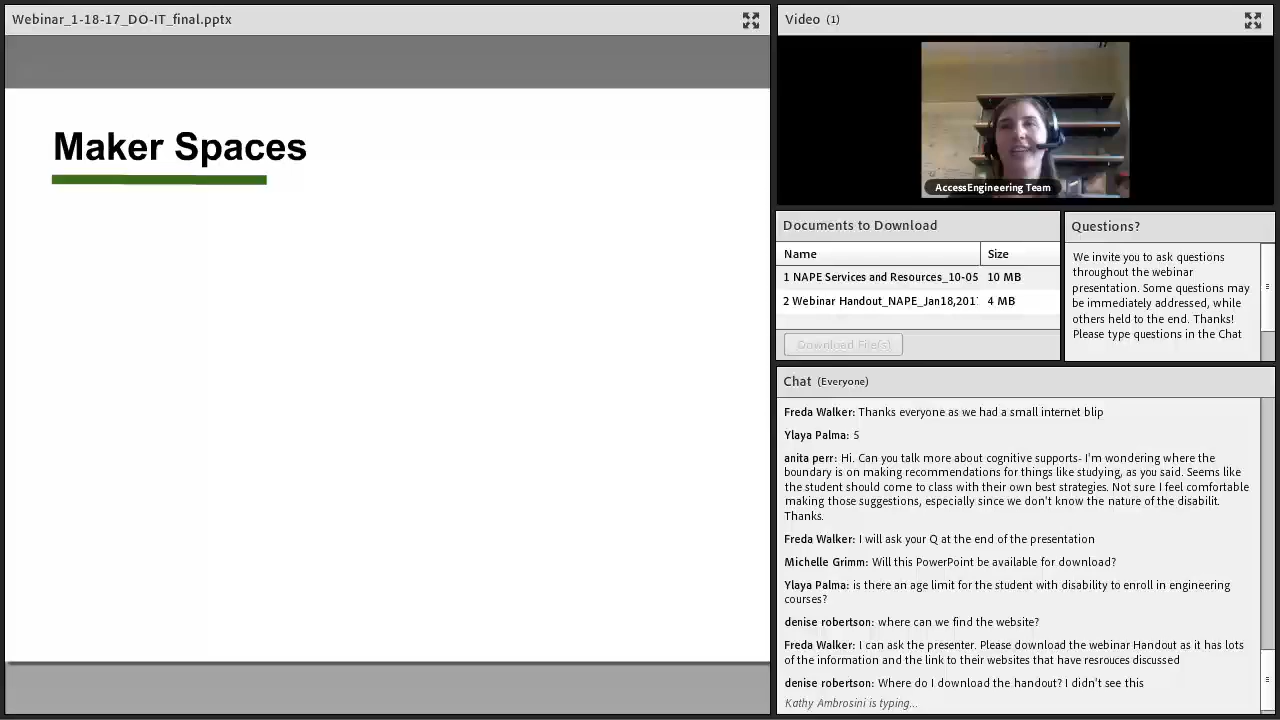 Webinar_1-18-17_DO-IT_final.pptx
Maker Spaces
Video (1)
AccessEngineering Team
Documents to Download
Name Size
1 NAPE Services and Resources_10-05 10 MB
2 Webinar Handout_NAPE_Jan18,201 4 MB
Download File(s)
Questions?
We invite you to ask questions
throughout the webinar
presentation. Some questions may
be immediately addressed, while
others held to the end. Thanks!
Please type questions in the Chat
Chat (Everyone)
Freda Walker: Thanks everyone as we had a small internet blip
Ylaya Palma: 5
anita perr: Hi. Can you talk more about cognitive supports- I'm wondering where the
boundary is on making recommendations for things like studying, as you said. Seems like
the student should come to class with their own best strategies. Not sure I feel comfortable
making those suggestions, especially since we don't know the nature of the disabilit.
Thanks.
Freda Walker: I will ask your Q at the end of the presentation
Michelle Grimm: Will this PowerPoint be available for download?
Ylaya Palma: is there an age limit for the student with disability to enroll in engineering
courses?
denise robertson: where can we find the website?
Freda Walker: I can ask the presenter. Please download the webinar Handout as it has lots
of the information and the link to their websites that have resrouces discussed
denise robertson: Where do I download the handout? I didn't see this
Kathy Ambrosini is typing...